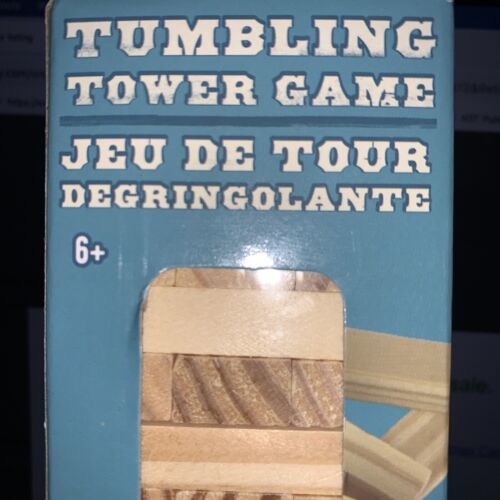 TUMBLING
TOWER GAME
JEU DE TOUR
DEGRINGOLANTE
6+